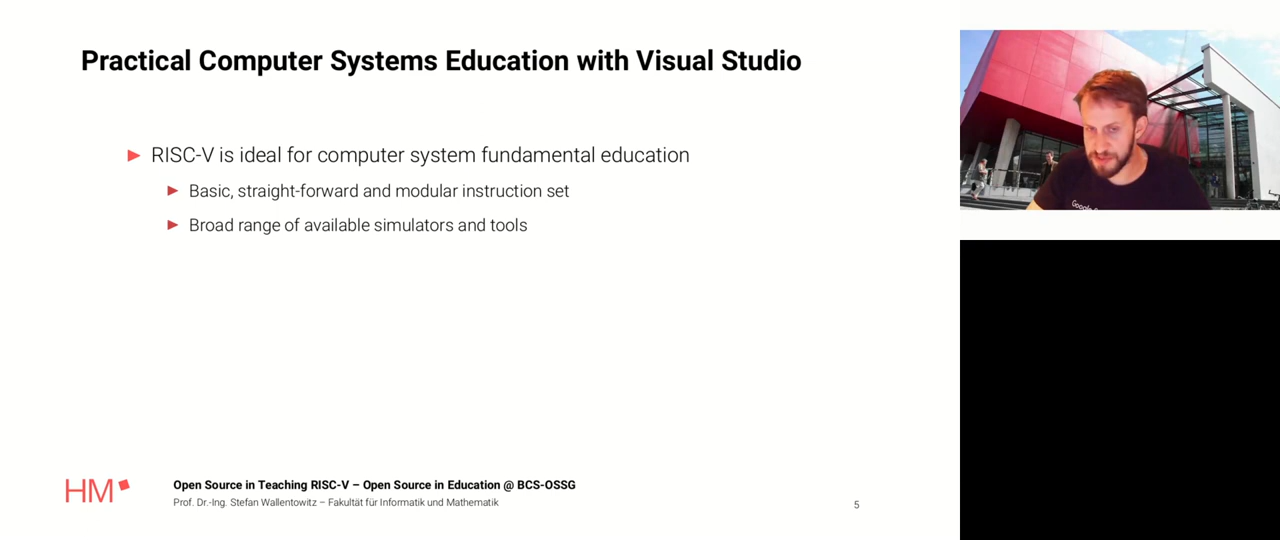 Practical Computer Systems Education with Visual Studio
RISC-V is ideal for computer system fundamental education
Basic, straight-forward and modular instruction set
Broad range of available simulators and tools
HM
Open Source in Teaching RISC-V – Open Source in Education @ BCS-OSSG
Prof. Dr.-Ing. Stefan Wallentowitz – Fakultät für Informatik und Mathematik
5
Google